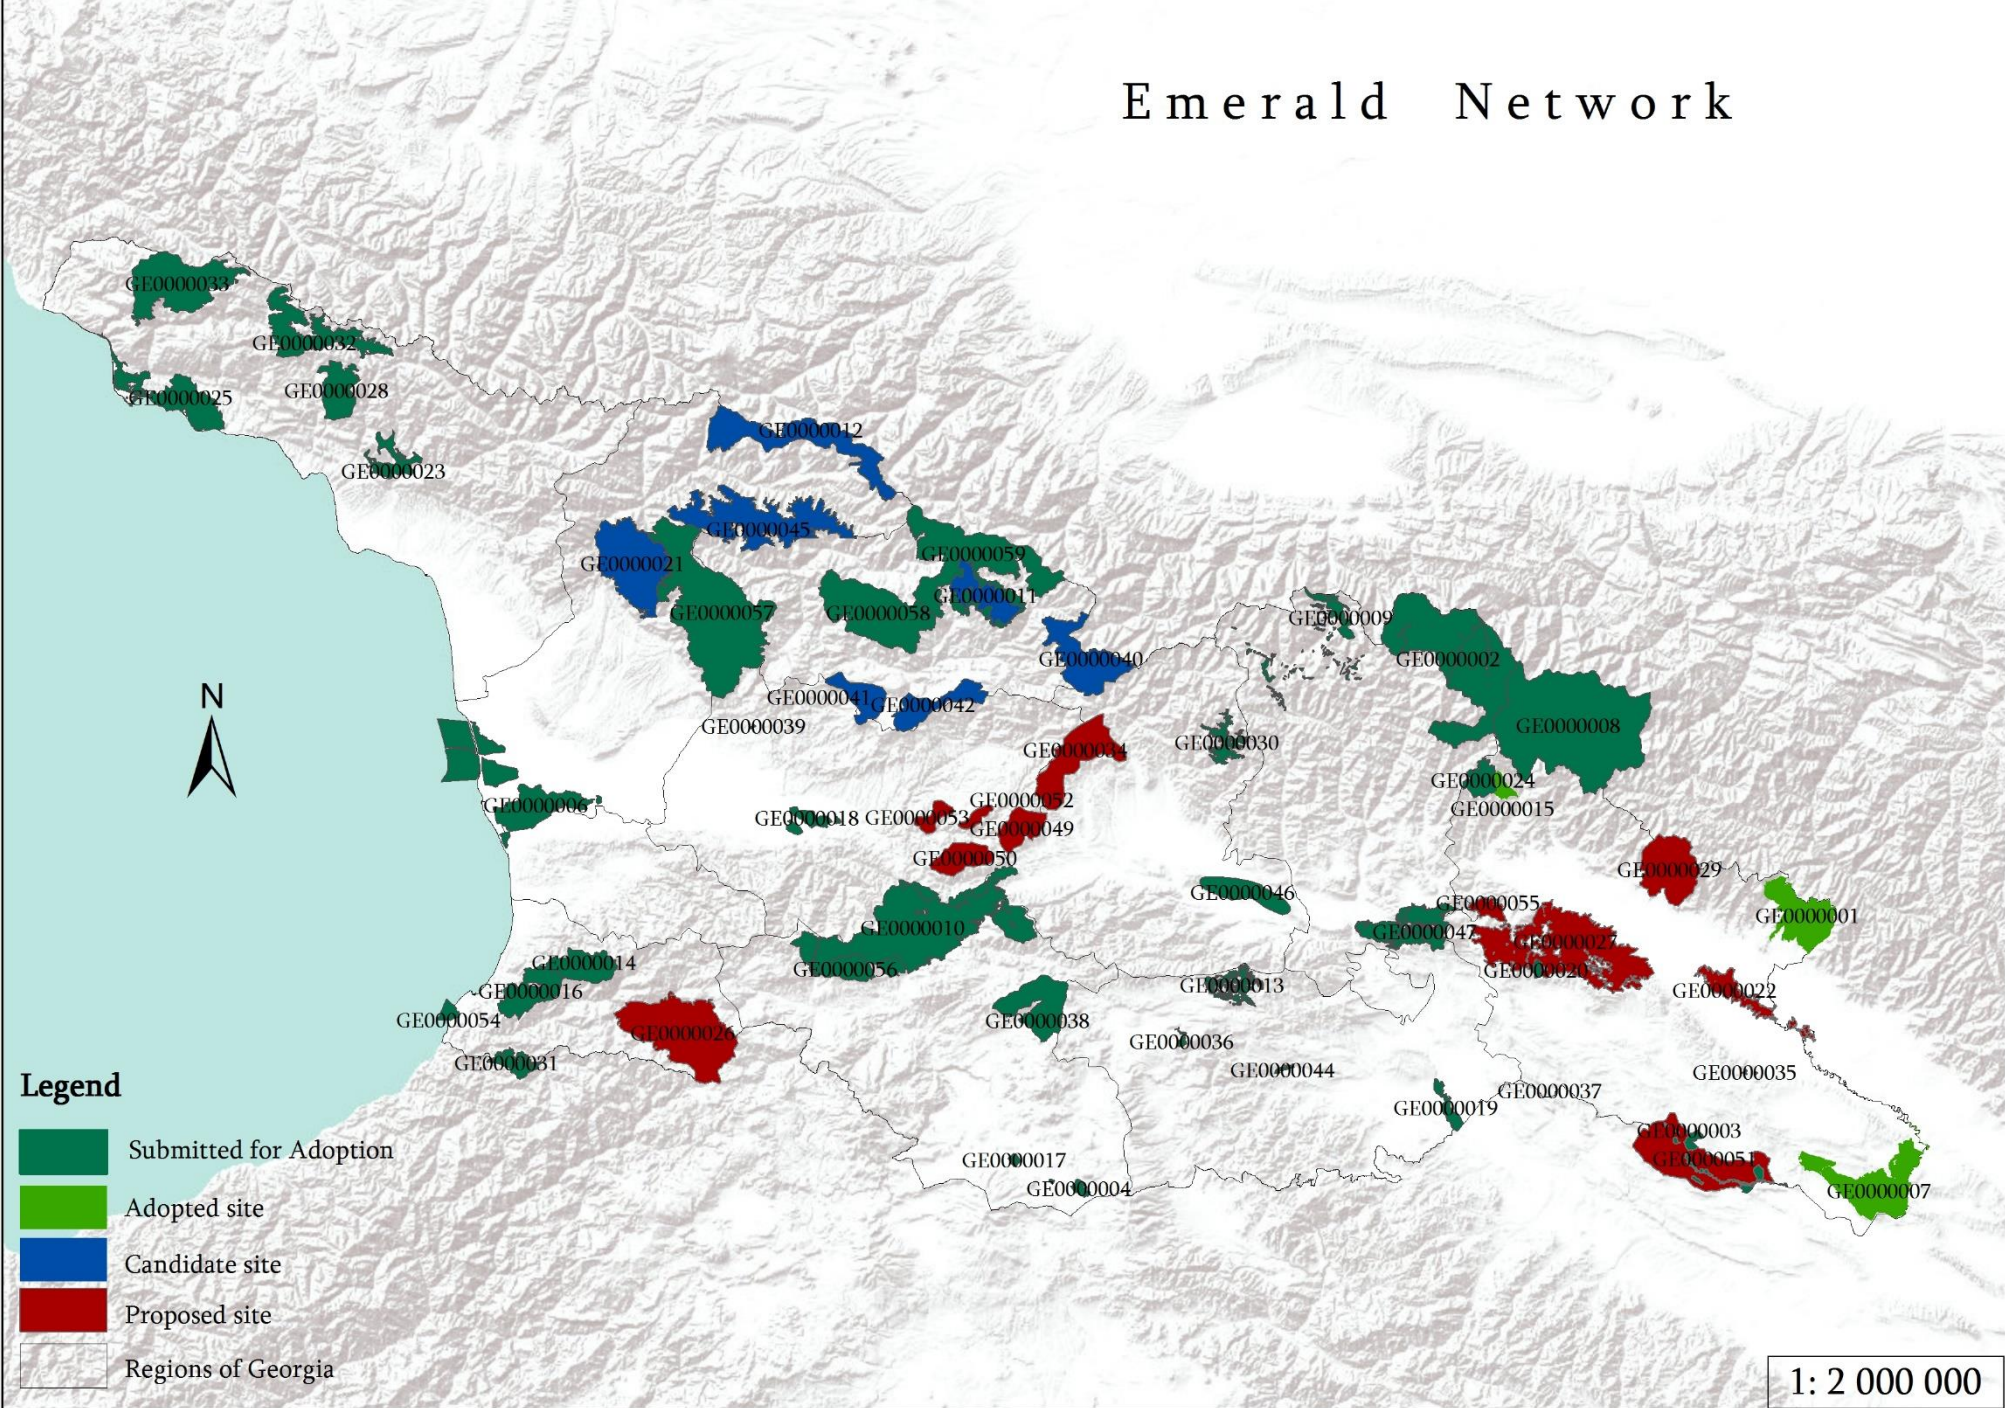 Emerald Network
GE0000033
GE0000032
GE0000028
GE0000025
GE0000023
GE0000012
GE0000045
GE0000021
GE0000059
GE0000011
GE0000057
GE0000058
GE0000009
GE0000040
GE0000002
GE0000041
GE0000042
GE0000039
GE0000008
GE0000034
GE0000030
N
GE0000024
GE0000006
GE0000052
GE0000015
GE0000018
GE0000053
GE0000049
GE0000050
GE0000029
GE0000046
GE0000055
GE0000001
GE0000010
GE0000047
GE0000027
GE0000014
GE0000056
GE0000020
GE0000016
GE0000013
GE0000022
GE0000054
GE0000038
GE0000026
GE0000036
GE0000031
GE0000044
GE0000035
GE0000037
GE0000019
GE0000003
GE0000017
GE0000051
GE0000004
GE0000007
Legend
Submitted for Adoption
Adopted site
Candidate site
Proposed site
Regions of Georgia
1: 2 000 000